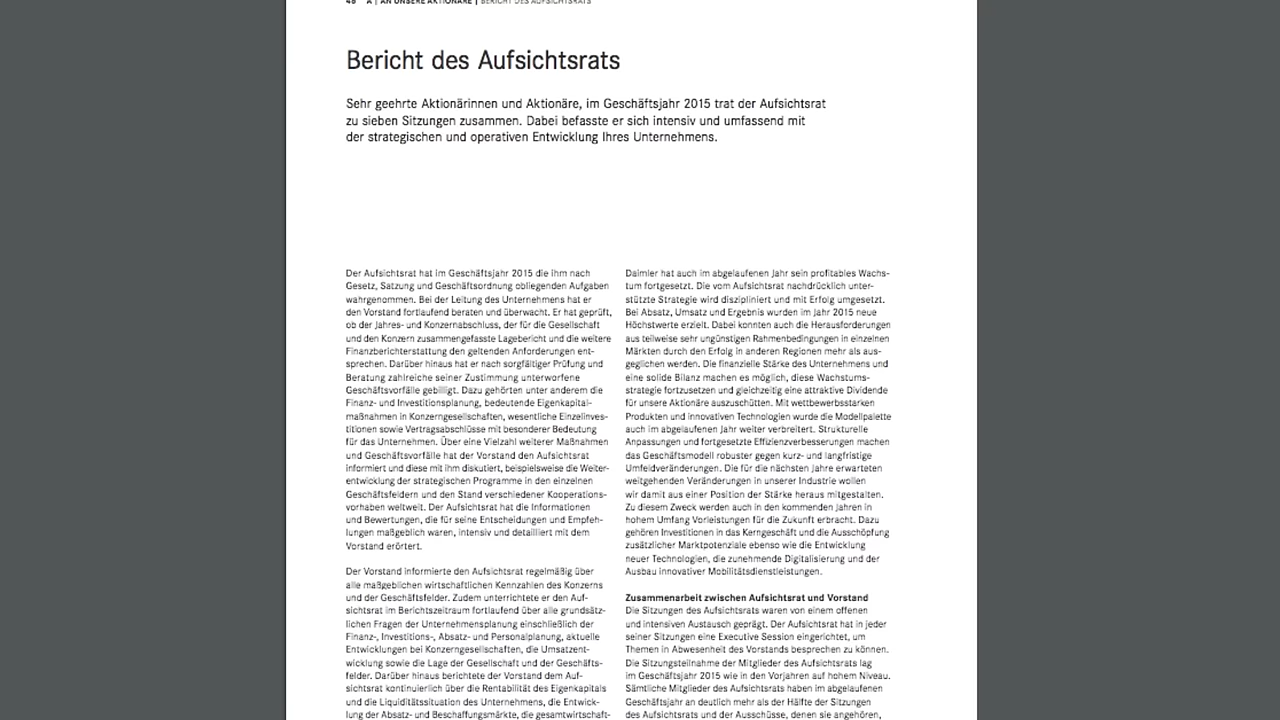 46 A | AN UNSERE AKTIONÄRE | BERICHT DES AUFSICHTSRATS
Bericht des Aufsichtsrats
Sehr geehrte Aktionärinnen und Aktionäre, im Geschäftsjahr 2015 trat der Aufsichtsrat
zu sieben Sitzungen zusammen. Dabei befasste er sich intensiv und umfassend mit
der strategischen und operativen Entwicklung Ihres Unternehmens.
Der Aufsichtsrat hat im Geschäftsjahr 2015 die ihm nach
Gesetz, Satzung und Geschäftsordnung obliegenden Aufgaben
wahrgenommen. Bei der Leitung des Unternehmens hat er
den Vorstand fortlaufend beraten und überwacht. Er hat geprüft,
ob der Jahres- und Konzernabschluss, der für die Gesellschaft
und den Konzern zusammengefasste Lagebericht und die weitere
Finanzberichterstattung den geltenden Anforderungen ent-
sprechen. Darüber hinaus hat er nach sorgfältiger Prüfung und
Beratung zahlreiche seiner Zustimmung unterworfene
Geschäftsvorfälle gebilligt. Dazu gehörten unter anderem die
Finanz- und Investitionsplanung, bedeutende Eigenkapital-
maßnahmen in Konzerngesellschaften, wesentliche Einzelinves-
titionen sowie Vertragsabschlüsse mit besonderer Bedeutung
für das Unternehmen. Über eine Vielzahl weiterer Maßnahmen
und Geschäftsvorfälle hat der Vorstand den Aufsichtsrat
informiert und diese mit ihm diskutiert, beispielsweise die Weiter-
entwicklung der strategischen Programme in den einzelnen
Geschäftsfeldern und den Stand verschiedener Kooperations-
vorhaben weltweit. Der Aufsichtsrat hat die Informationen
und Bewertungen, die für seine Entscheidungen und Empfeh-
lungen maßgeblich waren, intensiv und detailliert mit dem
Vorstand erörtert.
Der Vorstand informierte den Aufsichtsrat regelmäßig über
alle maßgeblichen wirtschaftlichen Kennzahlen des Konzerns
und der Geschäftsfelder. Zudem unterrichtete er den Auf-
sichtsrat im Berichtszeitraum fortlaufend über alle grundsätz-
lichen Fragen der Unternehmensplanung einschließlich der
Finanz-, Investitions-, Absatz- und Personalplanung, aktuelle
Entwicklungen bei Konzerngesellschaften, die Umsatzent-
wicklung sowie die Lage der Gesellschaft und der Geschäfts-
felder. Darüber hinaus berichtete der Vorstand dem Auf-
sichtsrat kontinuierlich über die Rentabilität des Eigenkapitals
und die Liquiditätssituation des Unternehmens, die Entwick-
lung der Absatz- und Beschaffungsmärkte, die gesamtwirtschaft-
Daimler hat auch im abgelaufenen Jahr sein profitables Wachs-
tum fortgesetzt. Die vom Aufsichtsrat nachdrücklich unter-
stützte Strategie wird diszipliniert und mit Erfolg umgesetzt.
Bei Absatz, Umsatz und Ergebnis wurden im Jahr 2015 neue
Höchstwerte erzielt. Dabei konnten auch die Herausforderungen
aus teilweise sehr ungünstigen Rahmenbedingungen in einzelnen
Märkten durch den Erfolg in anderen Regionen mehr als aus-
geglichen werden. Die finanzielle Stärke des Unternehmens und
eine solide Bilanz machen es möglich, diese Wachstums-
strategie fortzusetzen und gleichzeitig eine attraktive Dividende
für unsere Aktionäre auszuschütten. Mit wettbewerbsstarken
Produkten und innovativen Technologien wurde die Modellpalette
auch im abgelaufenen Jahr weiter verbreitert. Strukturelle
Anpassungen und fortgesetzte Effizienzverbesserungen machen
das Geschäftsmodell robuster gegen kurz- und langfristige
Umfeldveränderungen. Die für die nächsten Jahre erwarteten
weitgehenden Veränderungen in unserer Industrie wollen
wir damit aus einer Position der Stärke heraus mitgestalten.
Zu diesem Zweck werden auch in den kommenden Jahren in
hohem Umfang Vorleistungen für die Zukunft erbracht. Dazu
gehören Investitionen in das Kerngeschäft und die Ausschöpfung
zusätzlicher Marktpotenziale ebenso wie die Entwicklung
neuer Technologien, die zunehmende Digitalisierung und der
Ausbau innovativer Mobilitätsdienstleistungen.
Zusammenarbeit zwischen Aufsichtsrat und Vorstand
Die Sitzungen des Aufsichtsrats waren von einem offenen
und intensiven Austausch geprägt. Der Aufsichtsrat hat in jeder
seiner Sitzungen eine Executive Session eingerichtet, um
Themen in Abwesenheit des Vorstands besprechen zu können.
Die Sitzungsteilnahme der Mitglieder des Aufsichtsrats lag
im Geschäftsjahr 2015 wie in den Vorjahren auf hohem Niveau.
Sämtliche Mitglieder des Aufsichtsrats haben im abgelaufenen
Geschäftsjahr an deutlich mehr als der Hälfte der Sitzungen
des Aufsichtsrats und der Ausschüsse, denen sie angehören,